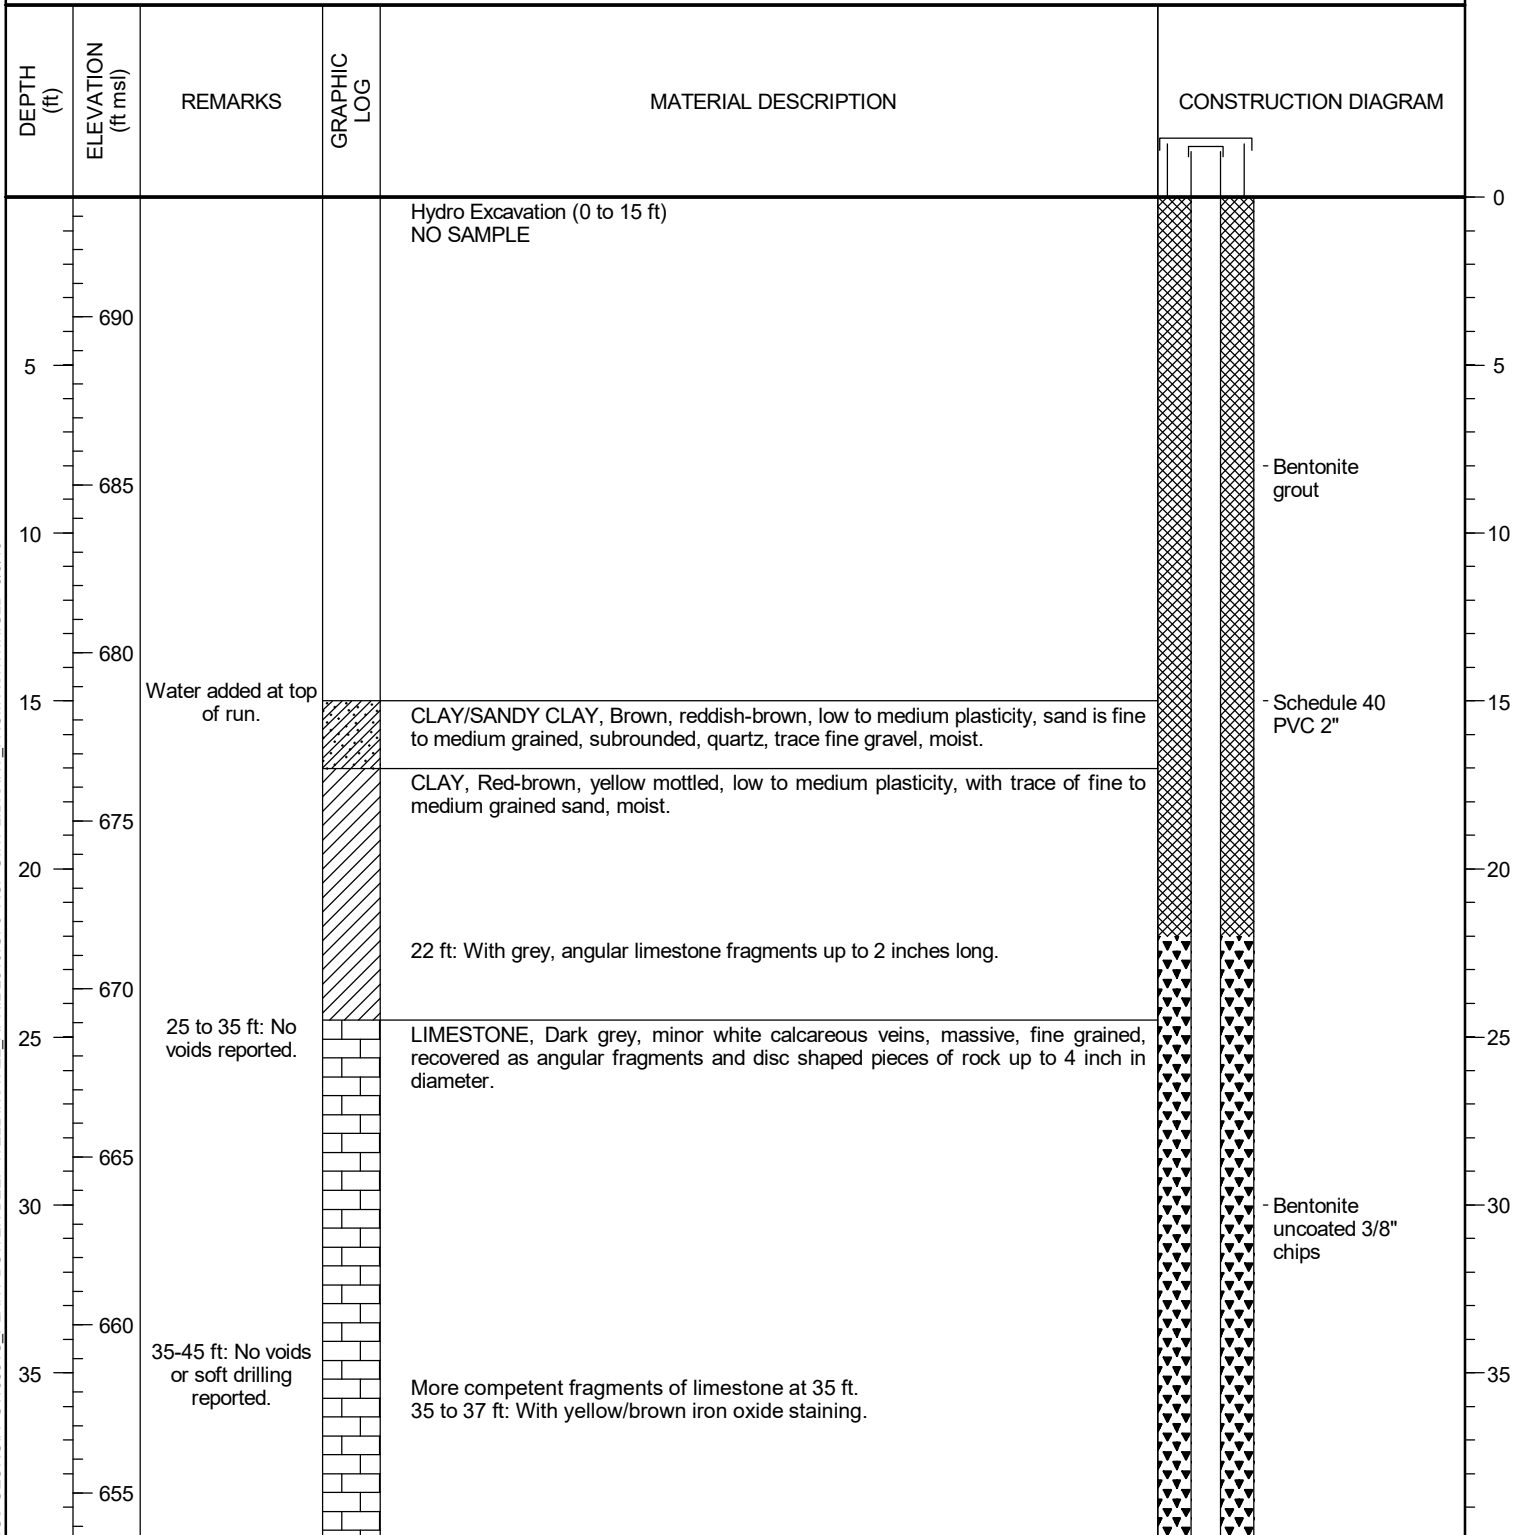 DEPTH
(ft)
ELEVATION
(ft msl)
REMARKS
GRAPHIC
LOG
MATERIAL DESCRIPTION
CONSTRUCTION DIAGRAM
0
Hydro Excavation (0 to 15 ft)
NO SAMPLE
690
5
5
Bentonite
grout
685
10
10
680
Water added at top
of run.
15
15
Schedule 40
PVC 2"
CLAY/SANDY CLAY, Brown, reddish-brown, low to medium plasticity, sand is fine
to medium grained, subrounded, quartz, trace fine gravel, moist.
CLAY, Red-brown, yellow mottled, low to medium plasticity, with trace of fine to
medium grained sand, moist.
675
20
20
22 ft: With grey, angular limestone fragments up to 2 inches long.
670
25 to 35 ft: No
voids reported.
25
25
LIMESTONE, Dark grey, minor white calcareous veins, massive, fine grained,
recovered as angular fragments and disc shaped pieces of rock up to 4 inch in
diameter.
665
30
30
Bentonite
uncoated 3/8"
chips
660
35-45 ft: No voids
or soft drilling
reported.
35
35
More competent fragments of limestone at 35 ft.
35 to 37 ft: With yellow/brown iron oxide staining.
655